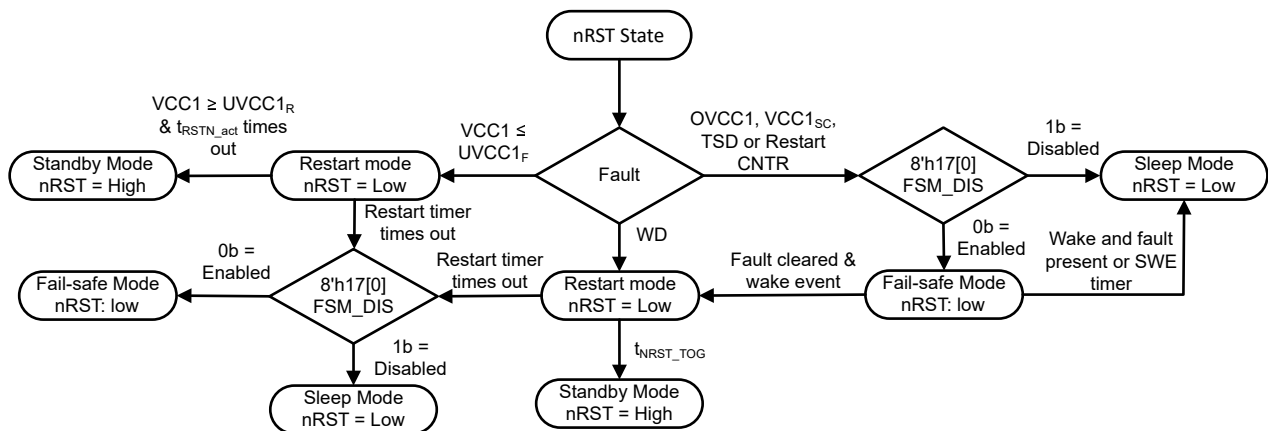 nRST State
VCC1 ≥ UVCC1R
& tRSTN_act times
out
VCC1 ≤
UVCC1F
OVCC1, VCC1SC,
TSD or Restart
CNTR
1b =
Disabled
Standby Mode
nRST = High
Restart mode
nRST = Low
Fault
8'h17[0]
FSM_DIS
Sleep Mode
nRST = Low
Restart timer
times out
WD
0b =
Enabled
Wake and fault
present or SWE
timer
0b =
Enabled
Restart timer
times out
Fault cleared &
wake event
Fail-safe Mode
nRST: low
8'h17[0]
FSM_DIS
Restart mode
nRST = Low
Fail-safe Mode
nRST: low
1b =
Disabled
tNRST_TOG
Sleep Mode
nRST = Low
Standby Mode
nRST = High